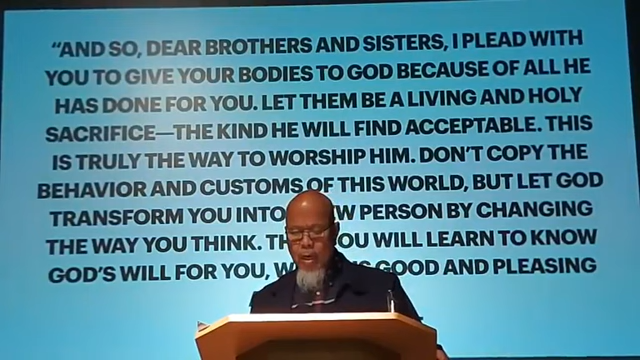 “AND SO, DEAR BROTHERS AND SISTERS, I PLEAD WITH
YOU TO GIVE YOUR BODIES TO GOD BECAUSE OF ALL HE
HAS DONE FOR YOU. LET THEM BE A LIVING AND HOLY
SACRIFICE—THE KIND HE WILL FIND ACCEPTABLE. THIS
IS TRULY THE WAY TO WORSHIP HIM. DON’T COPY THE
BEHAVIOR AND CUSTOMS OF THIS WORLD, BUT LET GOD
TRANSFORM YOU INTO PERSON BY CHANGING
THE WAY YOU THINK. YOU WILL LEARN TO KNOW
GOD’S WILL FOR YOU, GOOD AND PLEASING